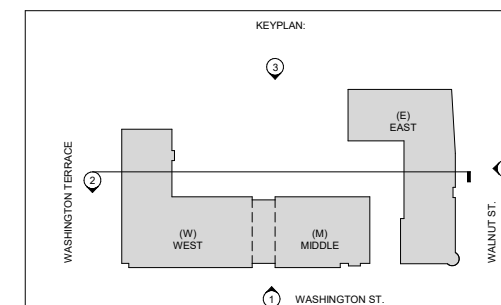 KEYPLAN:
3
(E)
EAST
WASHINGTON TERRACE
2
(W)
WEST
(M)
MIDDLE
WALNUT ST.
1
WASHINGTON ST.